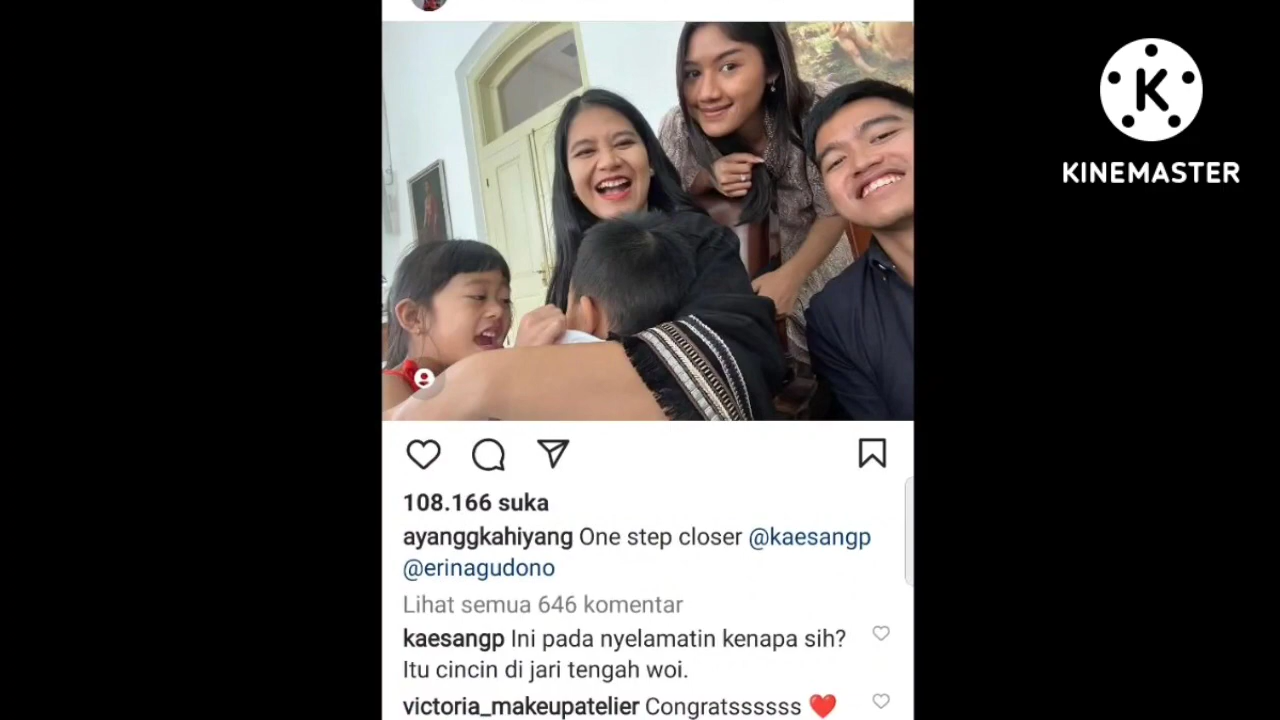 KINEMASTER
108.166 suka
ayanggkahiyang One step closer @kaesangp
@erinagudono
Lihat semua 646 komentar
kaesangp Ini pada nyelamatin kenapa sih?
Itu cincin di jari tengah woi.
victoria_makeupatelier Congratssssss ❤️